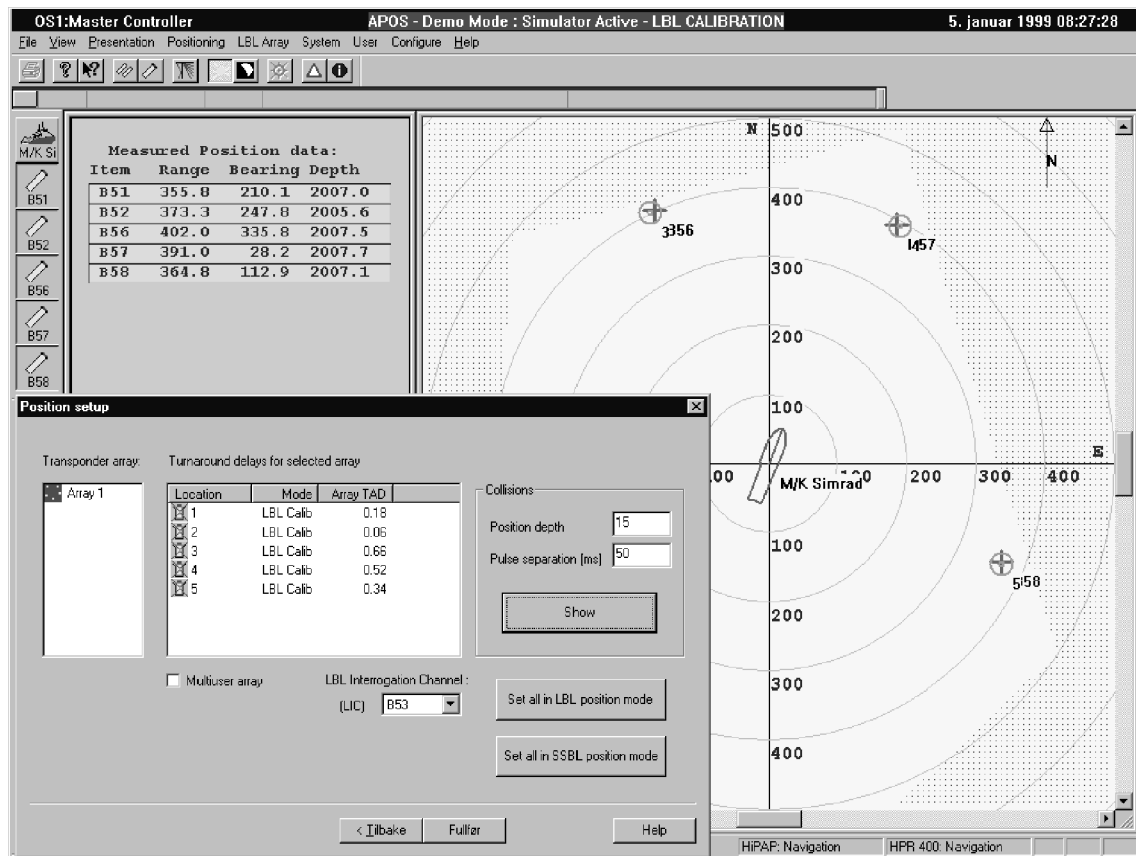 OS1:Master Controller APOS - Demo Mode : Simulator Active - LBL CALIBRATION 5. januar 1999 08:27:28
File View Presentation Positioning LBL Array System User Configure Help
M/K Si
B51
B52
B56
B57
B58
Measured Position data:
Item Range Bearing Depth
B51 355.8 210.1 2007.0
B52 373.3 247.8 2005.6
B56 402.0 335.8 2007.5
B57 391.0 28.2 2007.7
B58 364.8 112.9 2007.1
N 500
N
400
3356
457
300
200
100
E
00 M/K Simrad 0 200 300 400
100
558
200
300
400
Position setup
Transponder array: Turnaround delays for selected array
Array 1
Location Mode Array TAD
1 LBL Calib 0.18
2 LBL Calib 0.06
3 LBL Calib 0.66
4 LBL Calib 0.52
5 LBL Calib 0.34
Collisions
Position depth 15
Pulse separation [ms] 50
Show
Multiuser array LBL Interrogation Channel :
(LIC) B53
Set all in LBL position mode
Set all in SSBL position mode
< Tilbake Fullfør Help
HiPAP: Navigation HPR 400: Navigation